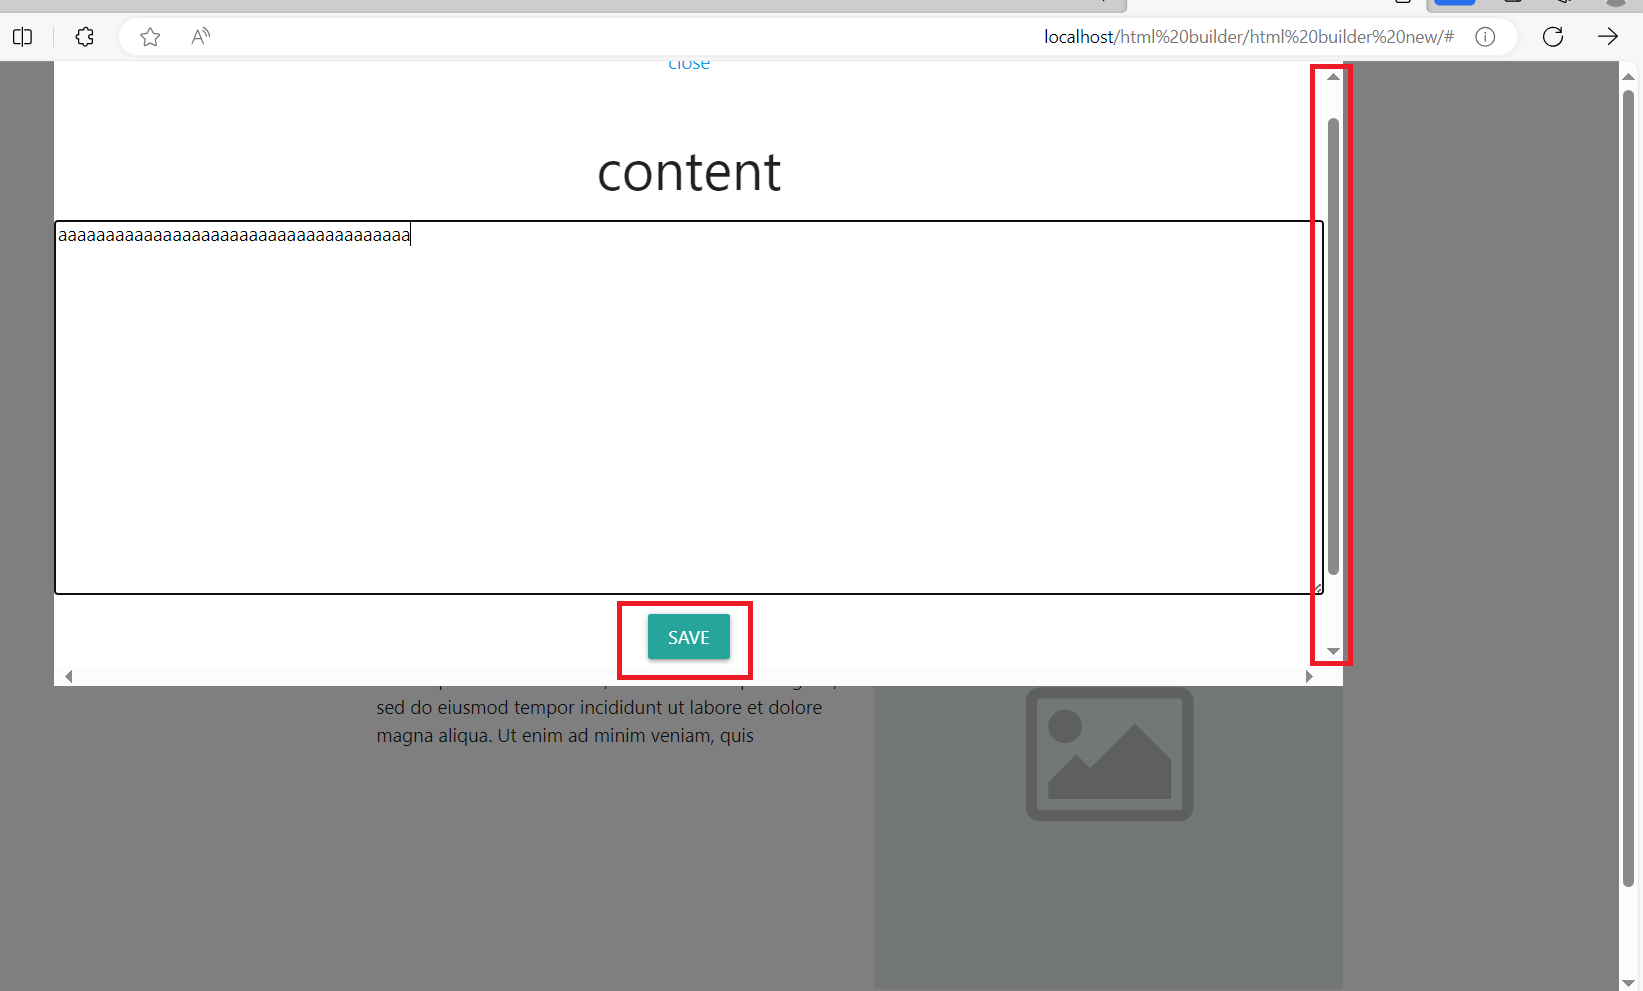 localhost/html%20builder/html%20builder%20new/#
close
content
aaaaaaaaaaaaaaaaaaaaaaaaaaaaaaaaaaaaa
SAVE
sed do eiusmod tempor incididunt ut labore et dolore
magna aliqua. Ut enim ad minim veniam, quis